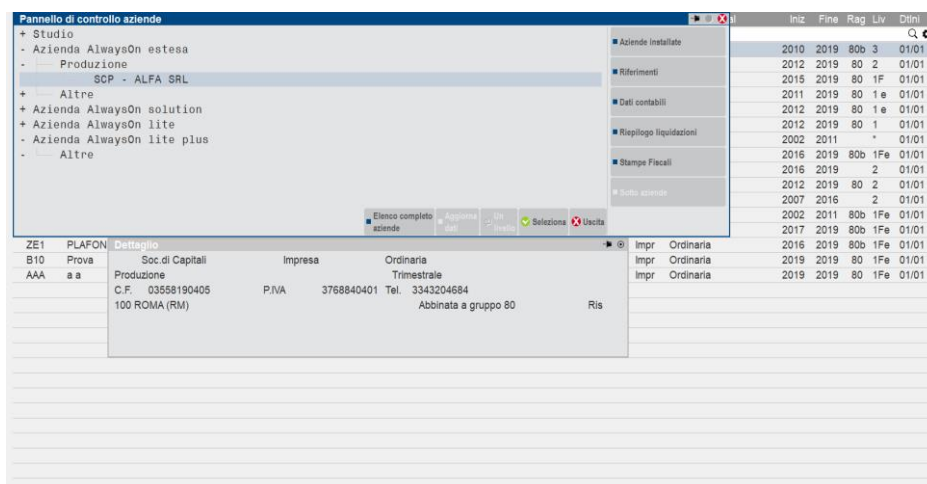 Pannello di controllo aziende
Iniz Fine Rag Liv DtIni
+ Studio
- Azienda AlwaysOn estesa
- Produzione
SCP - ALFA SRL
+ Altre
+ Azienda AlwaysOn solution
+ Azienda AlwaysOn lite
- Azienda AlwaysOn lite plus
- Altre
Aziende installate
Riferimenti
Dati contabili
Riepilogo liquidazioni
Stampe Fiscali
Sotto aziende
Elenco completo aziende
Aggiorna dati
Un livello
Seleziona
Uscita
2010 2019 80b 3 01/01
2012 2019 80 2 01/01
2015 2019 80 1F 01/01
2011 2019 80 1 e 01/01
2012 2019 80 1 e 01/01
2012 2019 80 1 01/01
2002 2011 * 01/01
2016 2019 80b 1Fe 01/01
2016 2019 2 01/01
2012 2019 80 2 01/01
2007 2016 2 01/01
2002 2011 80b 1Fe 01/01
2017 2019 80b 1Fe 01/01
ZE1 PLAFON Impr Ordinaria 2016 2019 80b 1Fe 01/01
B10 Prova Impr Ordinaria 2019 2019 80 1Fe 01/01
AAA a a Impr Ordinaria 2019 2019 80 1Fe 01/01
Dettaglio
Soc.di Capitali Impresa Ordinaria
Produzione Trimestrale
C.F. 03558190405 P.IVA 3768840401 Tel. 3343204684
100 ROMA (RM) Abbinata a gruppo 80 Ris